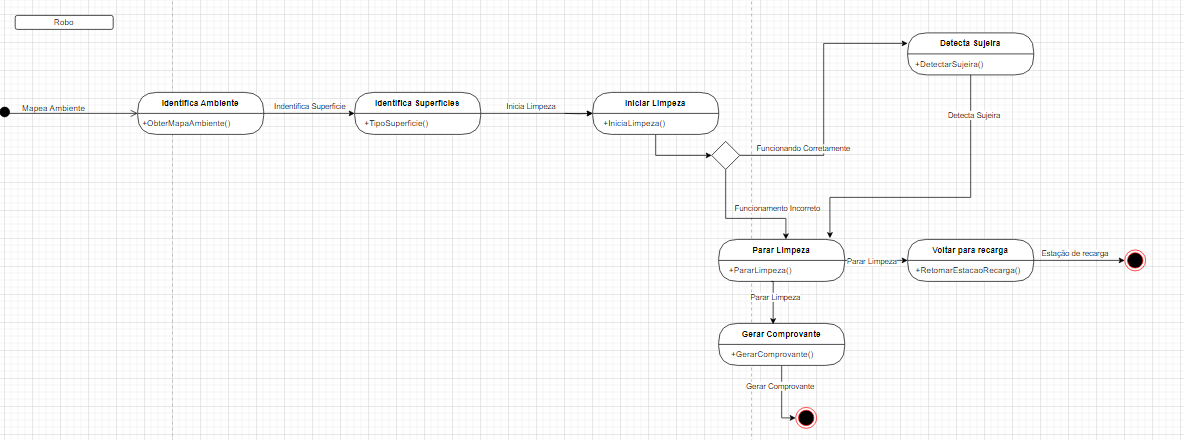 Robo
Mapea Ambiente
Identifica Ambiente
+ObterMapaAmbiente()
Indentifica Superficie
Identifica Superficies
+TipoSuperficie()
Inicia Limpeza
Iniciar Limpeza
+IniciaLimpeza()
Funcionando Corretamente
Detecta Sujeira
+DetectarSujeira()
Detecta Sujeira
Funcionamento Incorreto
Parar Limpeza
+PararLimpeza()
Parar Limpeza
Voltar para recarga
+RetornarEstacaoRecarga()
Estação de recarga
Parar Limpeza
Gerar Comprovante
+GerarComprovante()
Gerar Comprovante